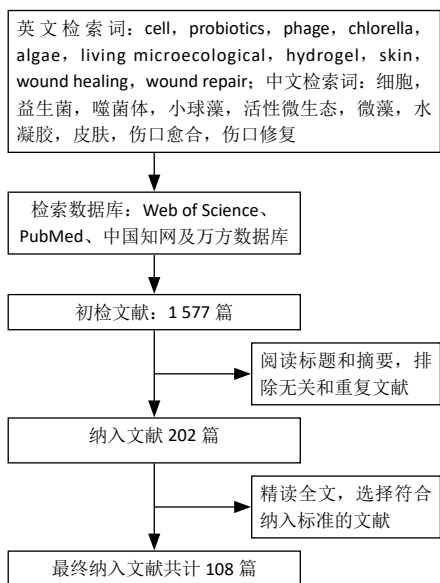 英文检索词：cell，probiotics，phage，chlorella，
algae，living microecological，hydrogel，skin，
wound healing，wound repair；中文检索词：细胞，
益生菌，噬菌体，小球藻，活性微生态，微藻，水
凝胶，皮肤，伤口愈合，伤口修复
检索数据库：Web of Science、
PubMed、中国知网及万方数据库
初检文献：1 577 篇
阅读标题和摘要，排
除无关和重复文献
纳入文献 202 篇
精读全文，选择符合
纳入标准的文献
最终纳入文献共计 108 篇